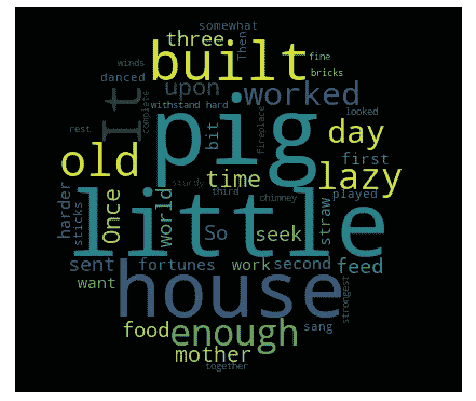 somewhat
three Then fine
winds built bricks
danced upon worked
It complete withstand hard looked
rest old pig bit fireplace day
lazy
sturdy time first
third chimney played
harder sticks Once little world So seek straw
sent fortunes work second feed
want house strongest
food enough sang
mother
together